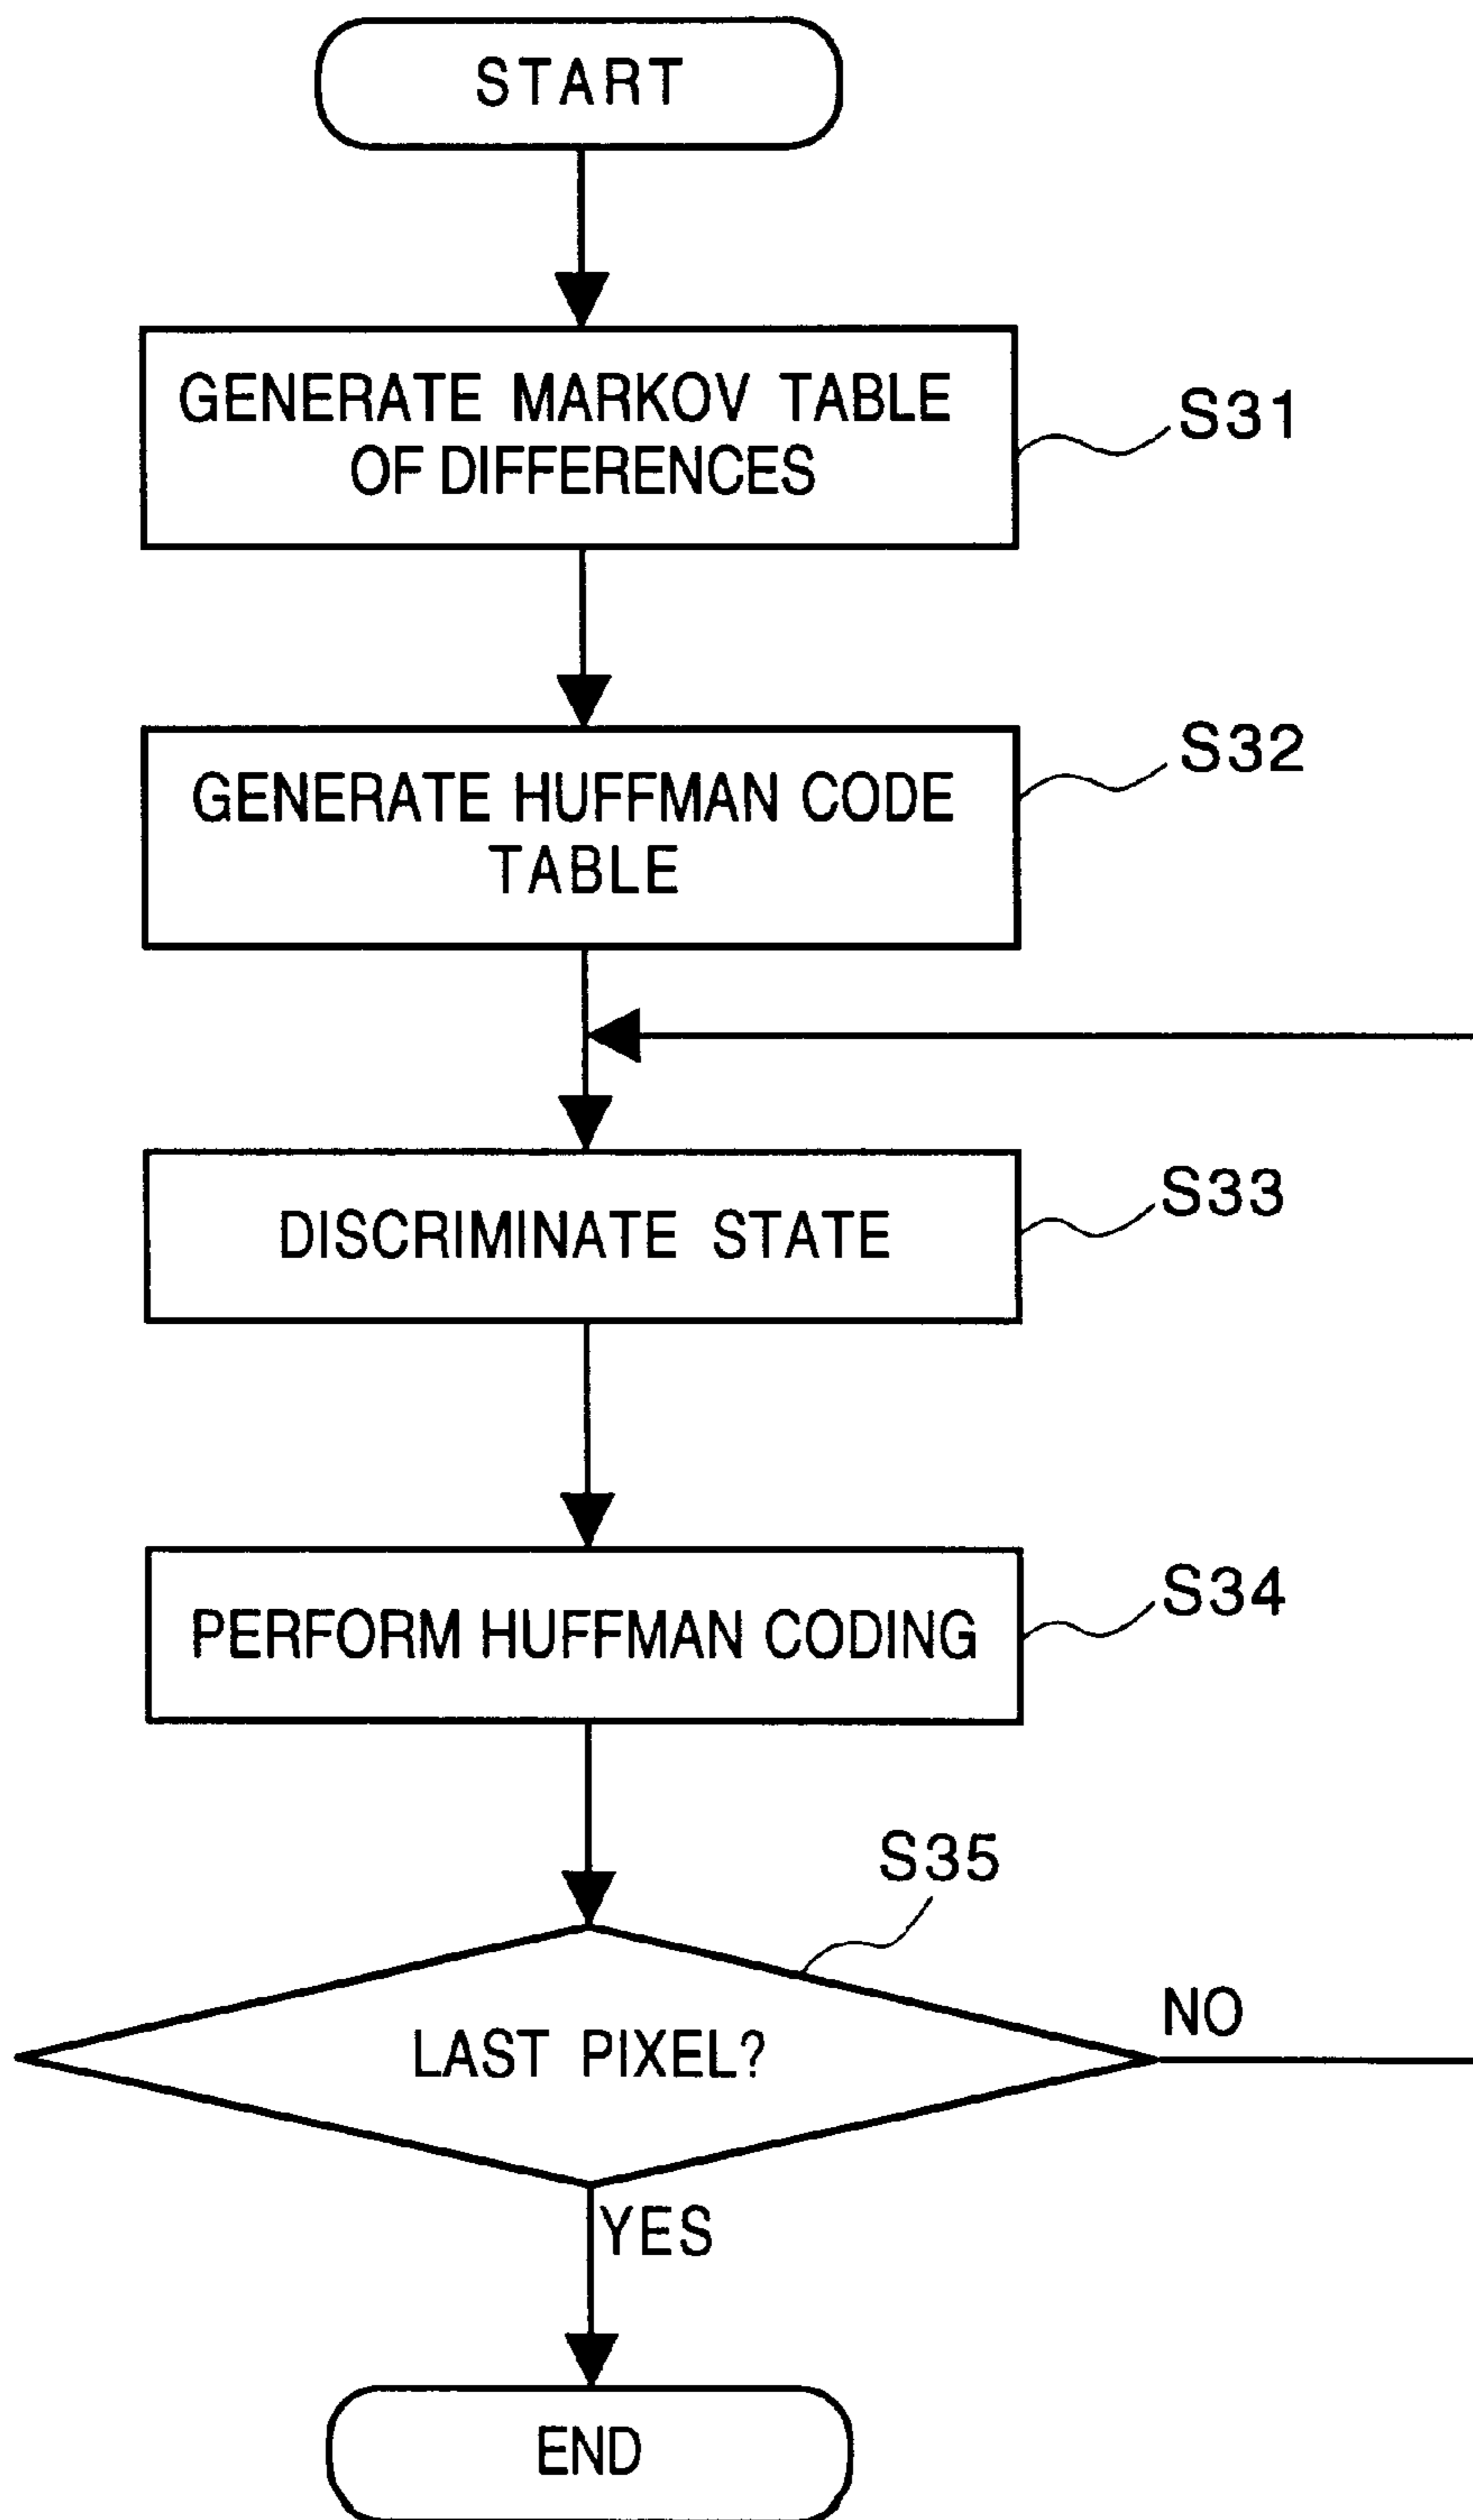 START
GENERATE MARKOV TABLE
OF DIFFERENCES
S31
GENERATE HUFFMAN CODE
TABLE
S32
DISCRIMINATE STATE
S33
PERFORM HUFFMAN CODING
S34
S35
LAST PIXEL?
NO
YES
END